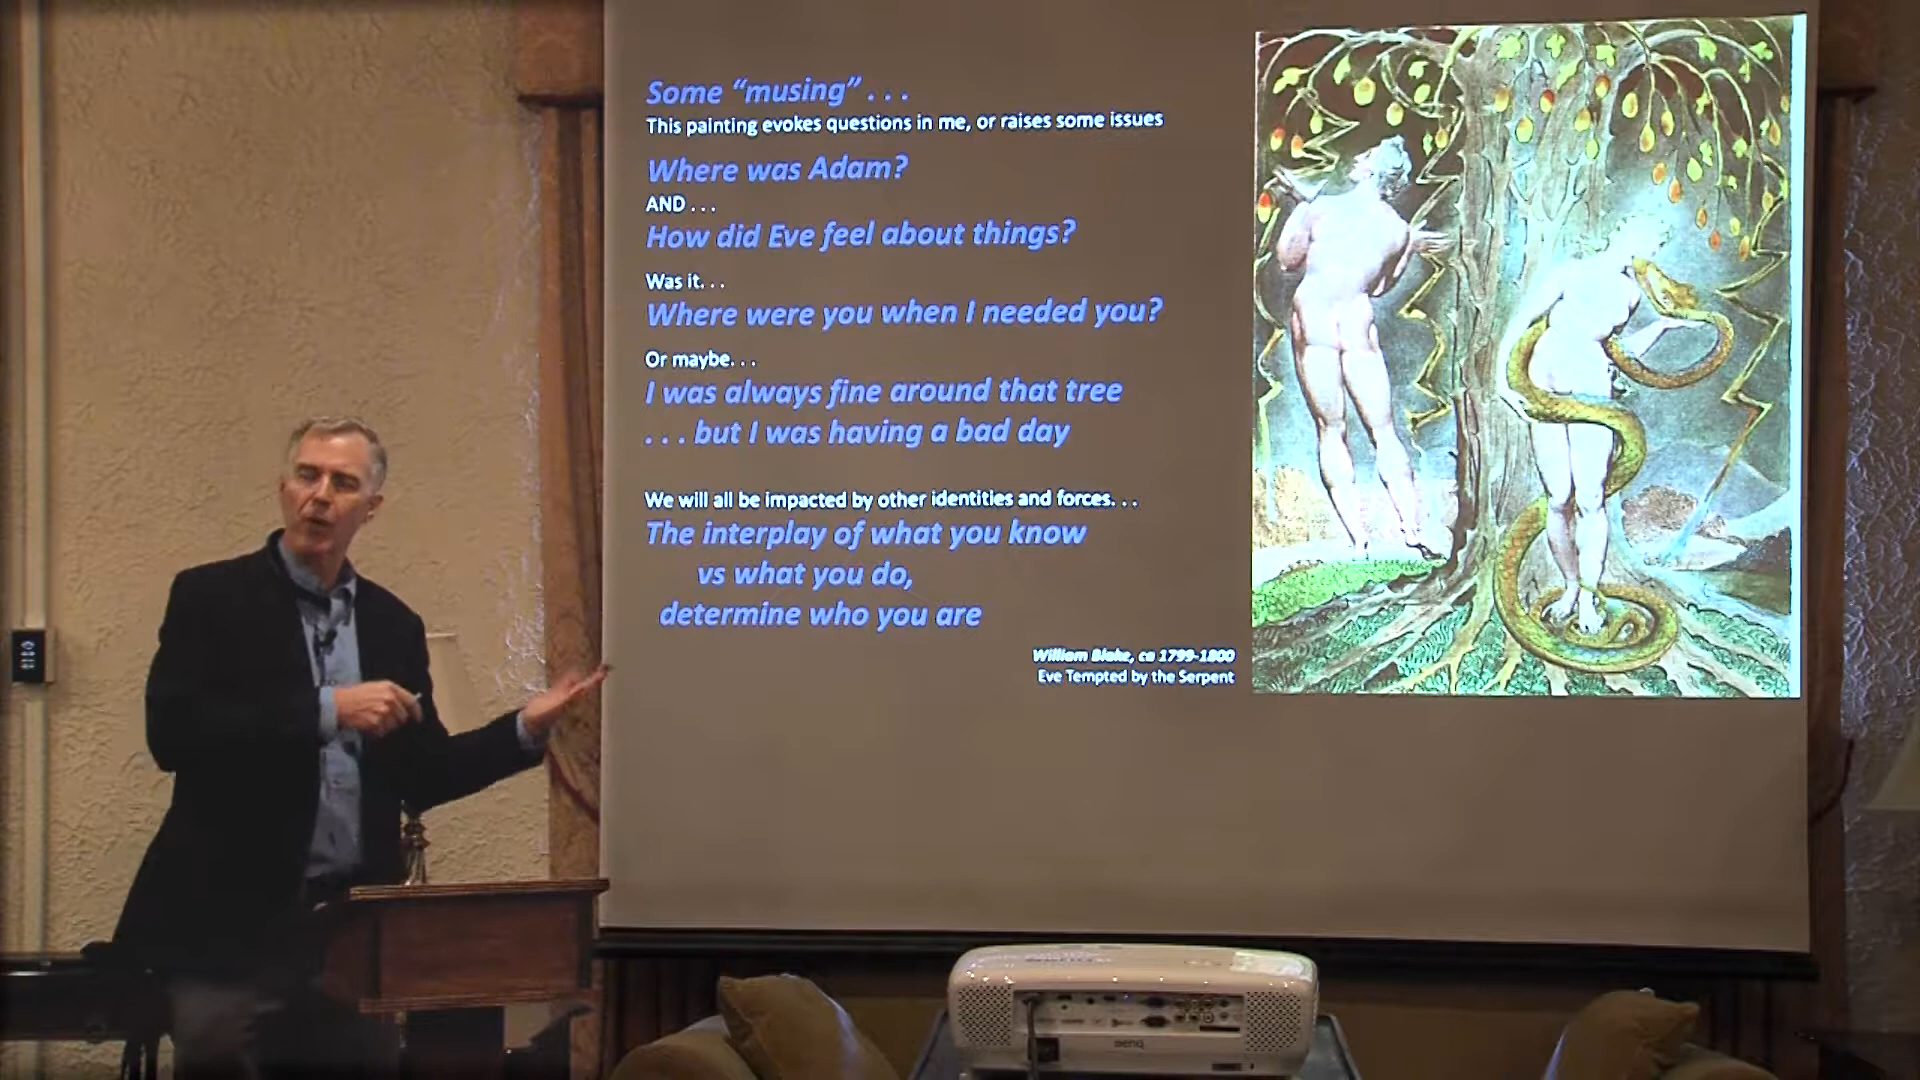 Some “musing” . . .
This painting evokes questions in me, or raises some issues
Where was Adam?
AND . . .
How did Eve feel about things?
Was it. . .
Where were you when I needed you?
Or maybe. . .
I was always fine around that tree
. . . but I was having a bad day
We will all be impacted by other identities and forces. . .
The interplay of what you know
vs what you do,
determine who you are
William Blake, ca 1799-1800
Eve Tempted by the Serpent
BenQ